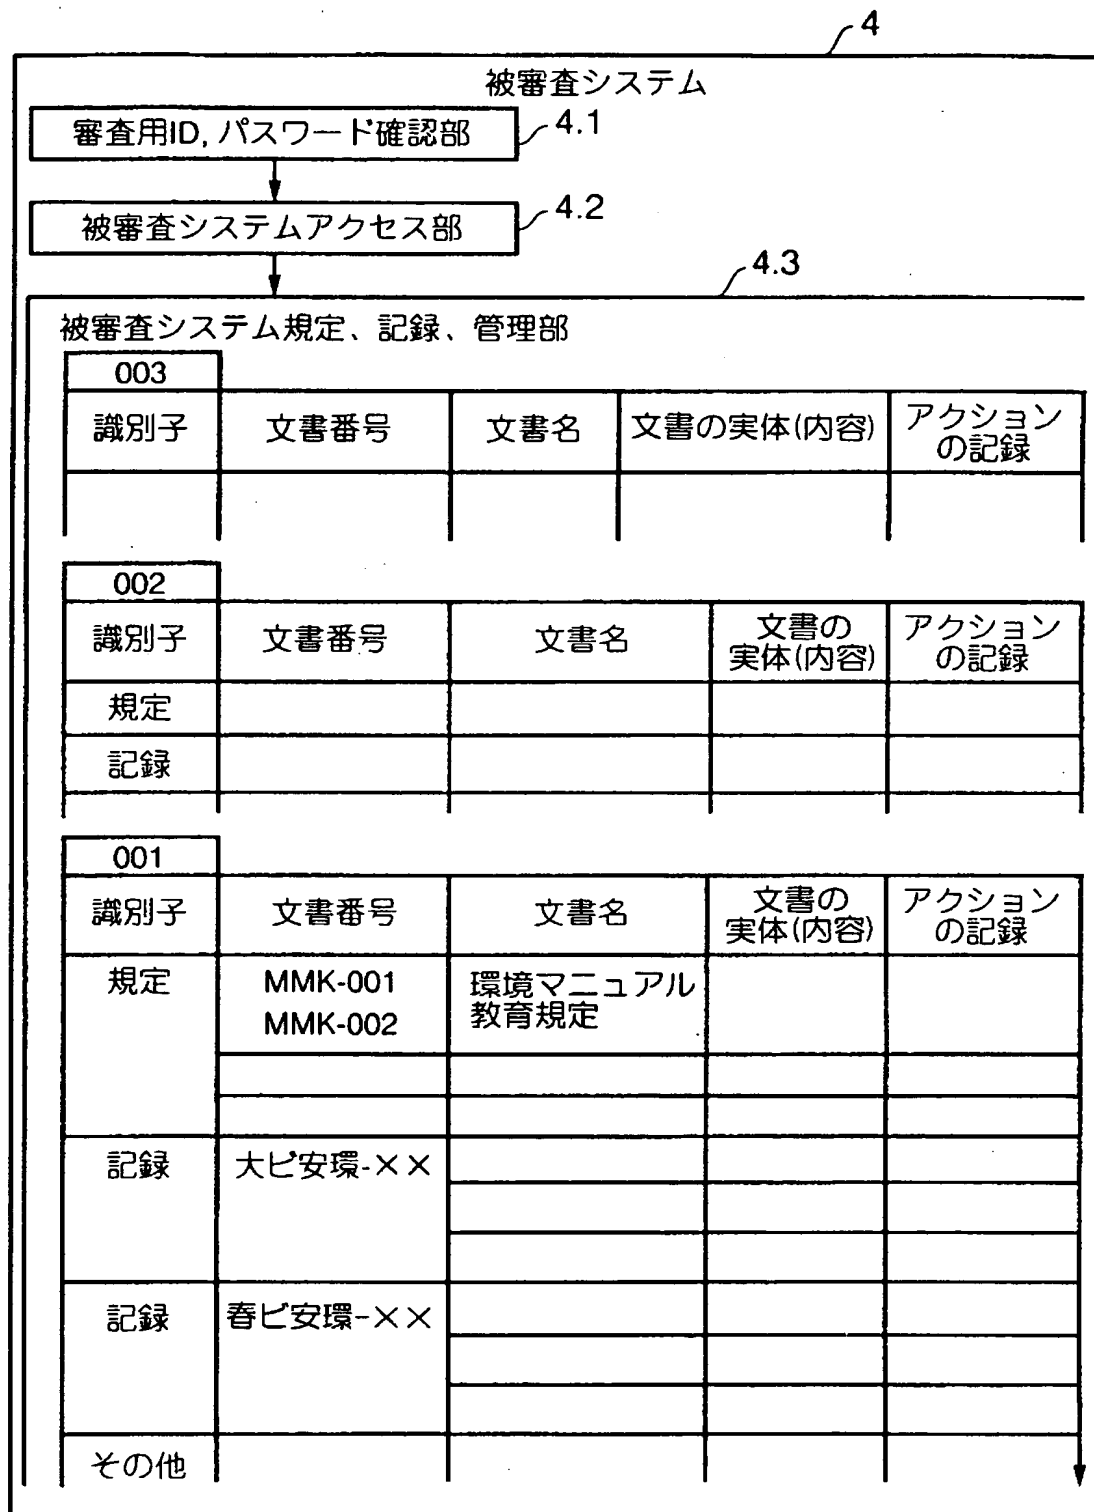 4
被審査システム
審査用ID, パスワード確認部
4.1
被審査システムアクセス部
4.2
4.3
被審査システム規定、記録、管理部
003
識別子 文書番号 文書名 文書の実体(内容) アクション
の記録
002
識別子 文書番号 文書名 文書の
実体(内容) アクション
の記録
規定
記録
001
識別子 文書番号 文書名 文書の
実体(内容) アクション
の記録
規定 MMK-001 環境マニュアル
MMK-002 教育規定
記録 大ビ安環-××
記録 春ビ安環-××
その他